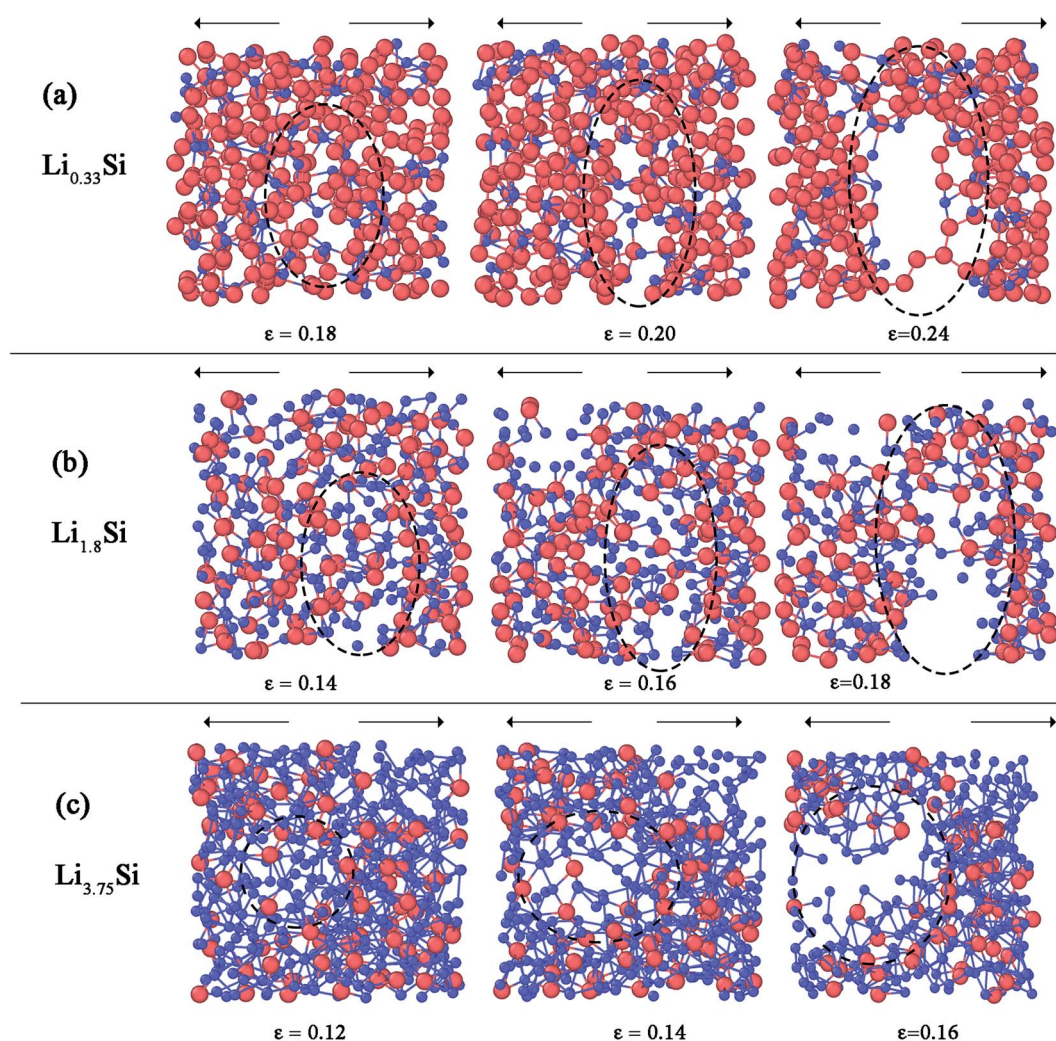 (a)
Li0.33Si
ε = 0.18
ε = 0.20
ε=0.24
(b)
Li1.8Si
ε = 0.14
ε = 0.16
ε=0.18
(c)
Li3.75Si
ε = 0.12
ε = 0.14
ε=0.16